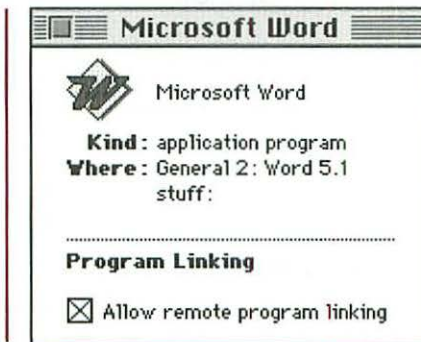 Microsoft Word
Microsoft Word
Kind: application program
Where: General 2: Word 5.1
stuff:
Program Linking
Allow remote program linking